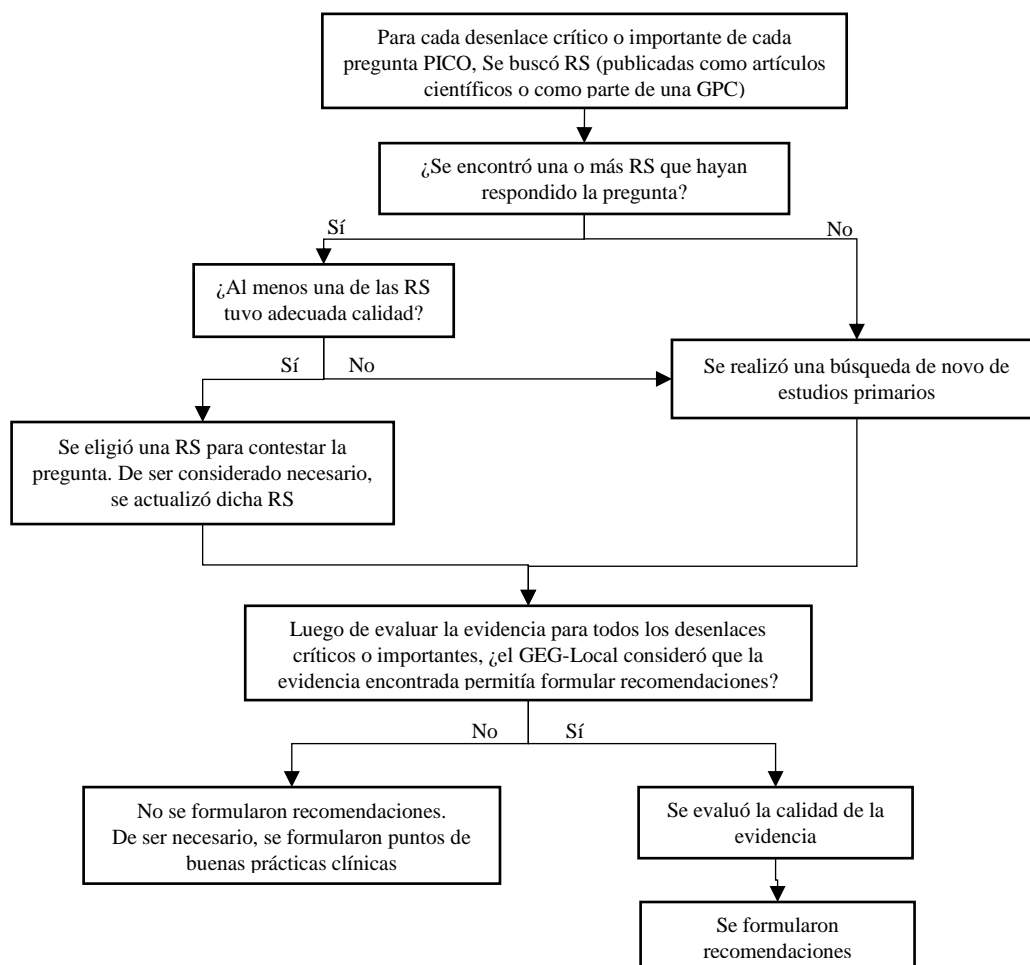 Para cada desenlace crítico o importante de cada
pregunta PICO, Se buscó RS (publicadas como artículos
científicos o como parte de una GPC)
¿Se encontró una o más RS que hayan
respondido la pregunta?
Sí
No
¿Al menos una de las RS
tuvo adecuada calidad?
Sí
No
Se realizó una búsqueda de novo de
estudios primarios
Se eligió una RS para contestar la
pregunta. De ser considerado necesario,
se actualizó dicha RS
Luego de evaluar la evidencia para todos los desenlaces
críticos o importantes, ¿el GEG-Local consideró que la
evidencia encontrada permitía formular recomendaciones?
No
Sí
No se formularon recomendaciones.
De ser necesario, se formularon puntos de
buenas prácticas clínicas
Se evaluó la calidad de la
evidencia
Se formularon
recomendaciones